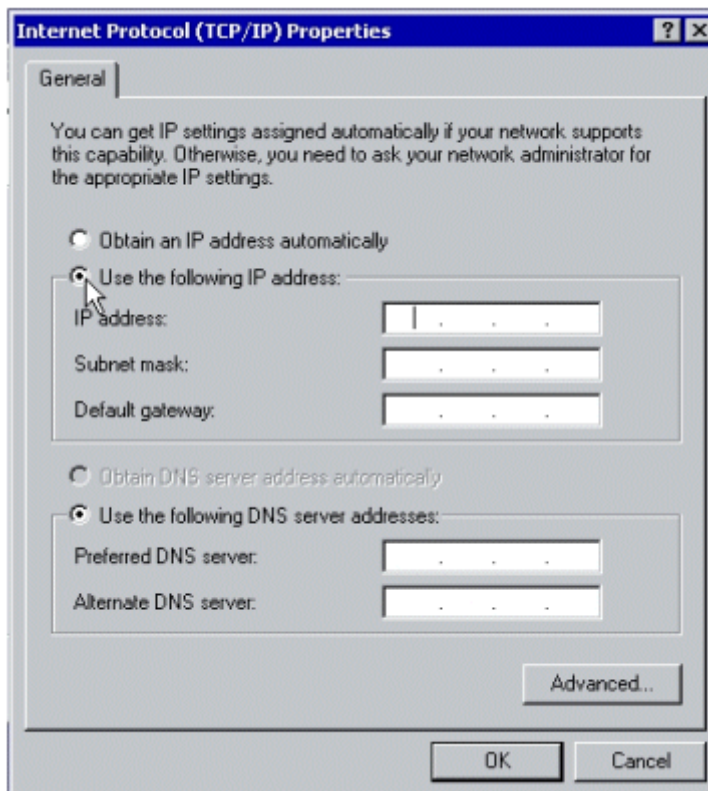 Internet Protocol (TCP/IP) Properties
General
You can get IP settings assigned automatically if your network supports
this capability. Otherwise, you need to ask your network administrator for
the appropriate IP settings.
Obtain an IP address automatically
Use the following IP address:
IP address:
Subnet mask:
Default gateway:
Obtain DNS server address automatically
Use the following DNS server addresses:
Preferred DNS server:
Alternate DNS server:
Advanced...
OK Cancel